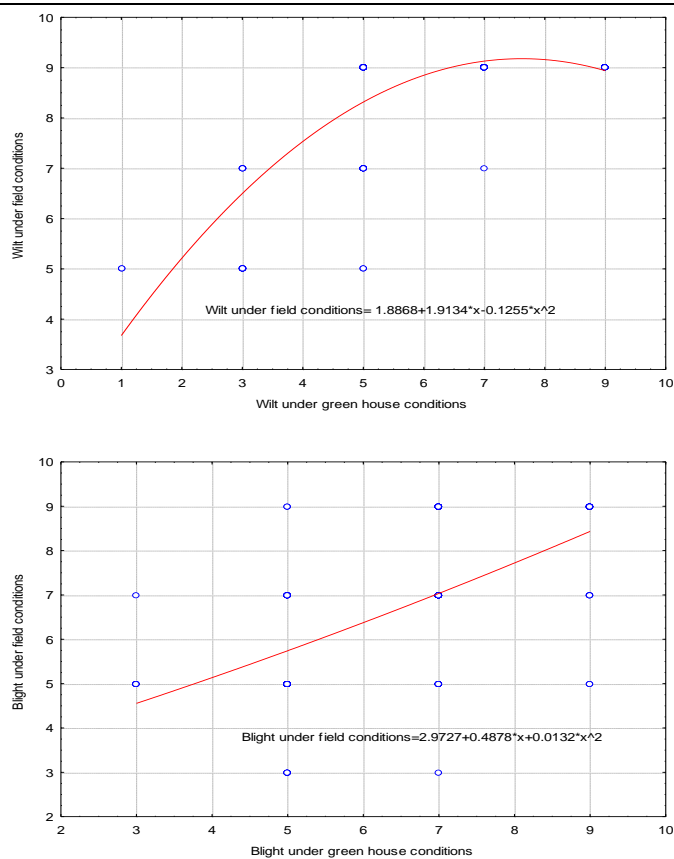 10
9
8
7
6
5
4
3
Wilt under field conditions
Wilt under field conditions= 1.8868+1.9134*x-0.1255*x^2
0 1 2 3 4 5 6 7 8 9 10
Wilt under green house conditions
10
9
8
7
6
5
4
3
2
Blight under field conditions
Blight under field conditions=2.9727+0.4878*x+0.0132*x^2
2 3 4 5 6 7 8 9 10
Blight under green house conditions